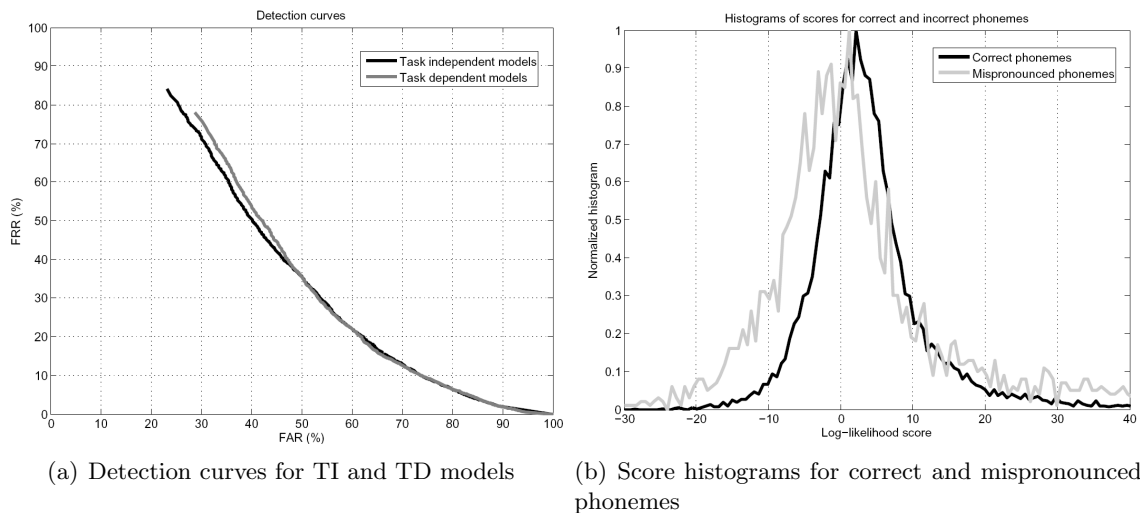 Detection curves
100
90
80
70
60
50
40
30
20
10
0
FRR (%)
Task independent models
Task dependent models
0 10 20 30 40 50 60 70 80 90 100
FAR (%)
(a) Detection curves for TI and TD models
Histograms of scores for correct and incorrect phonemes
1
0.9
0.8
0.7
0.6
0.5
0.4
0.3
0.2
0.1
0
Normalized histogram
Correct phonemes
Mispronounced phonemes
−30 −20 −10 0 10 20 30 40
Log−likelihood score
(b) Score histograms for correct and mispronounced
phonemes